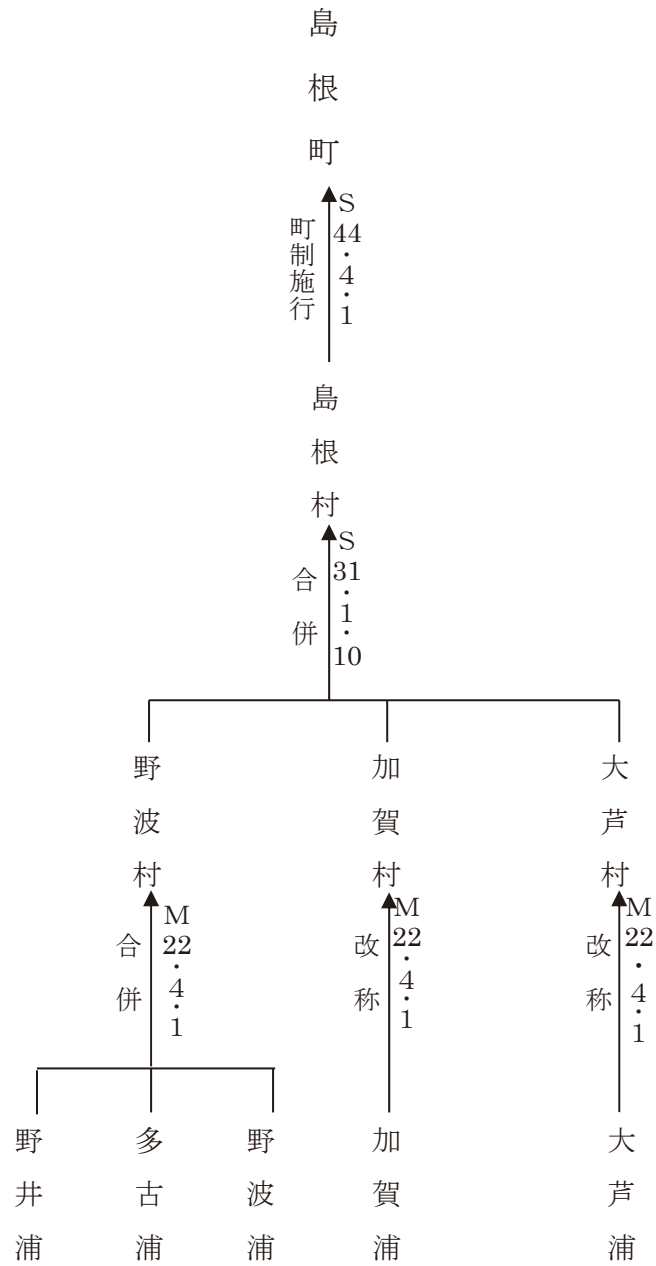 島根町
町制施行
S44・4・1
島根村
合併
S31・1・10
野波村
加賀村
大芦村
合併
M22・4・1
改称
M22・4・1
改称
M22・4・1
野井浦
多古浦
野波浦
加賀浦
大芦浦